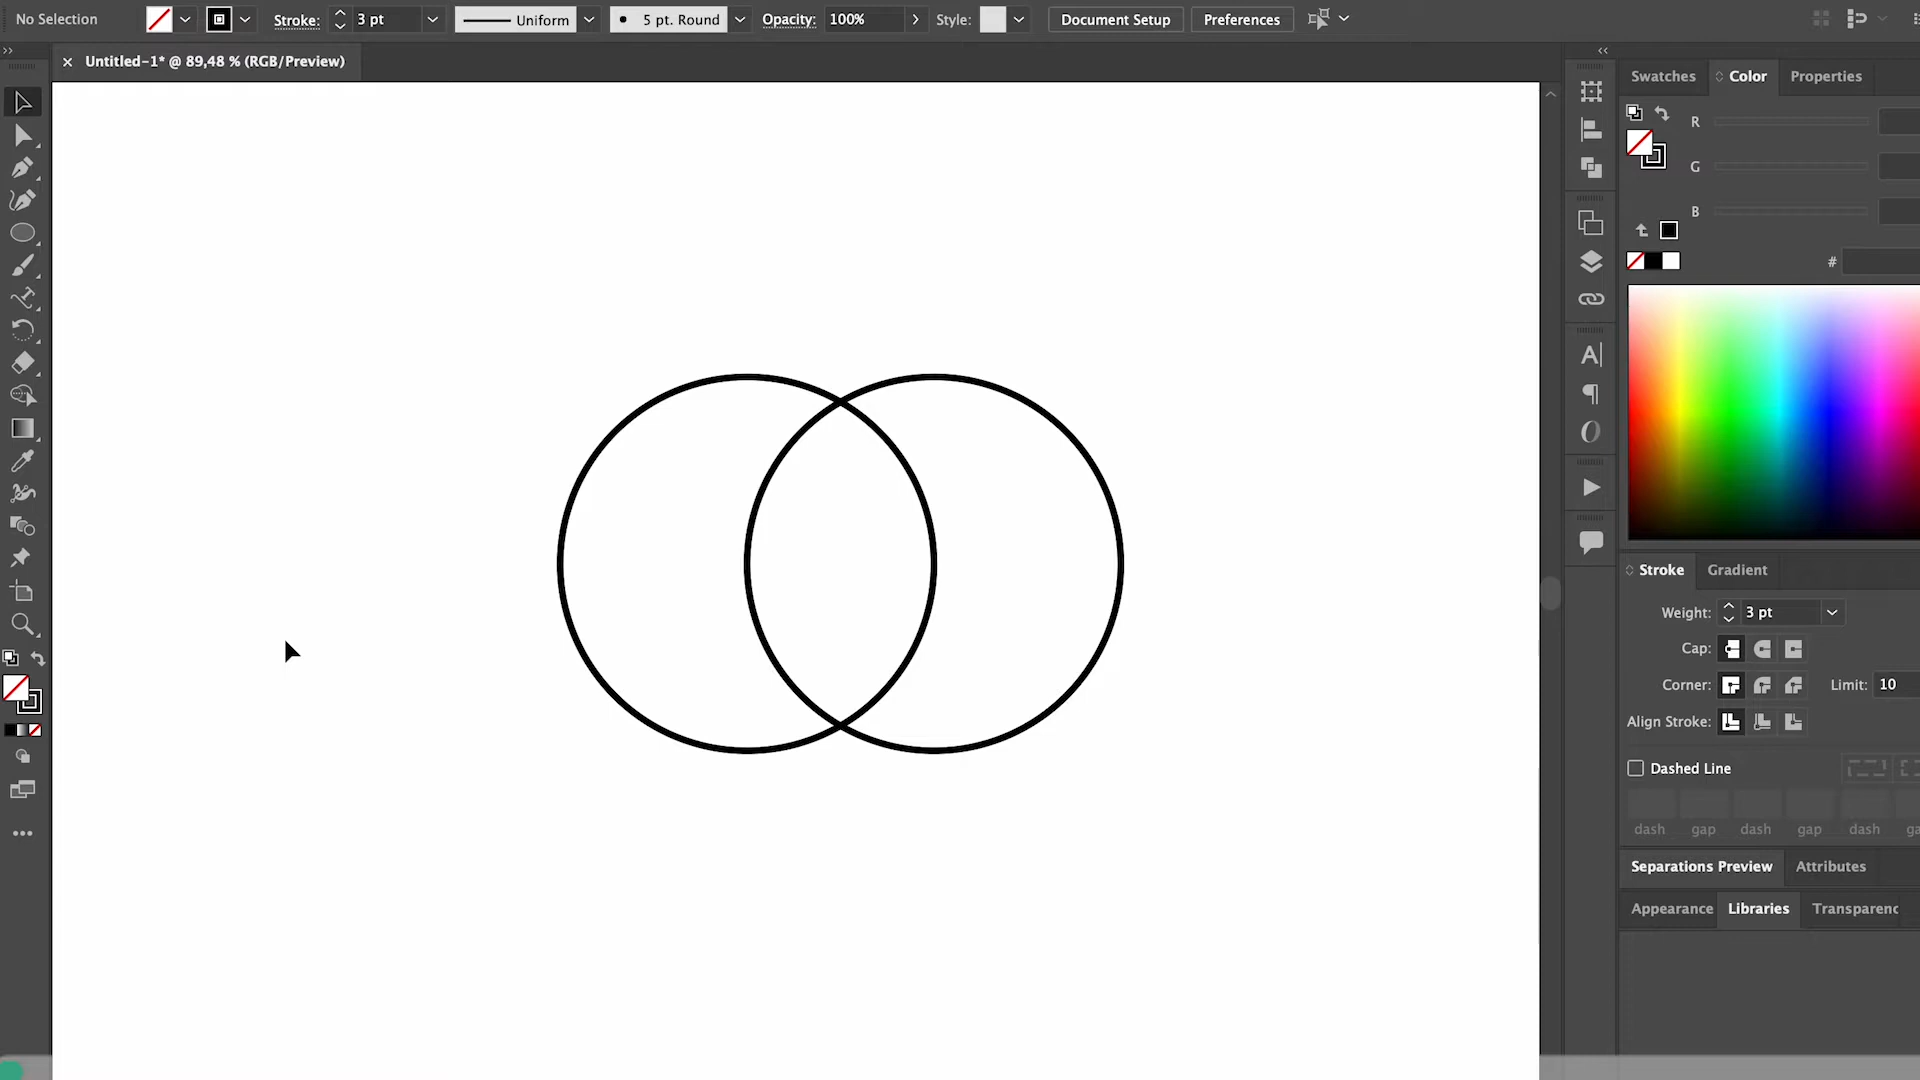 No Selection Stroke: 3 pt Uniform 5 pt. Round Opacity: 100% Style: Document Setup Preferences
Untitled-1* @ 89,48 % (RGB/Preview)
Swatches Color Properties
R
G
B
#
Stroke Gradient
Weight: 3 pt
Cap:
Corner: Limit: 10
Align Stroke:
Dashed Line
dash gap dash gap dash ga
Separations Preview Attributes
Appearance Libraries Transparenc